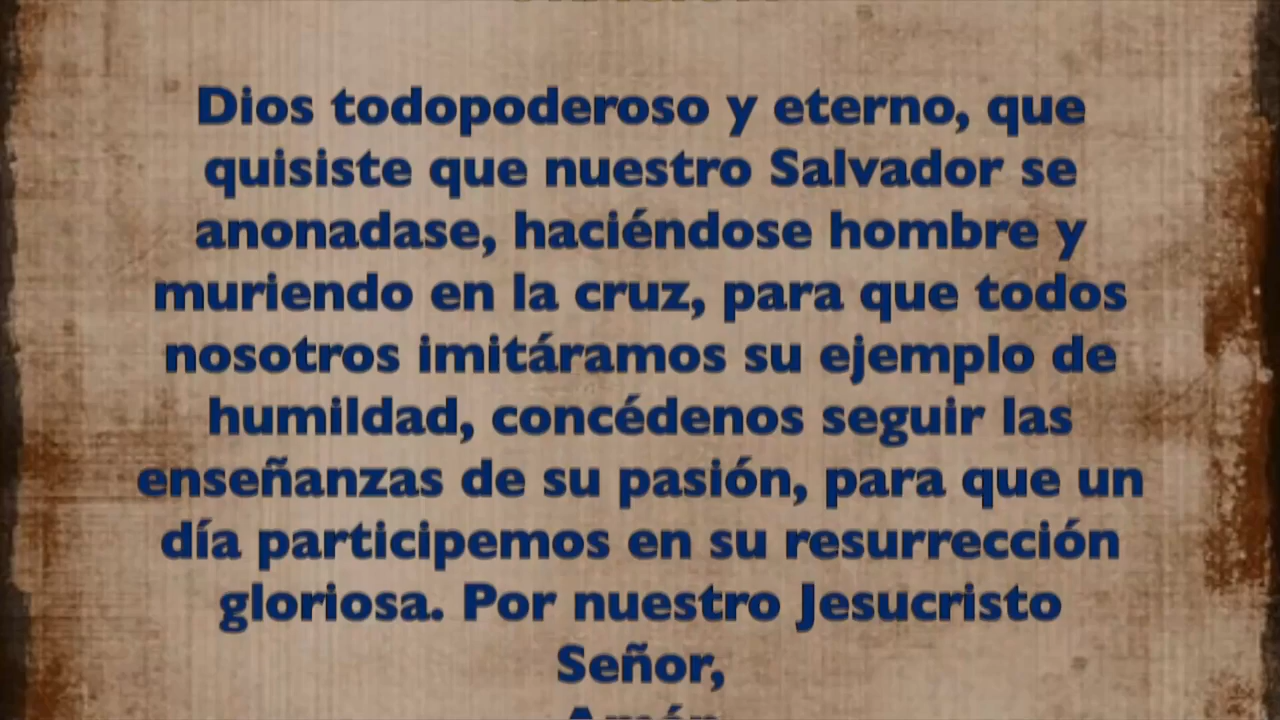 Dios todopoderoso y eterno, que
quisiste que nuestro Salvador se
anonadase, haciéndose hombre y
muriendo en la cruz, para que todos
nosotros imitáramos su ejemplo de
humildad, concédenos seguir las
enseñanzas de su pasión, para que un
día participemos en su resurrección
gloriosa. Por nuestro Jesucristo
Señor,
Amén